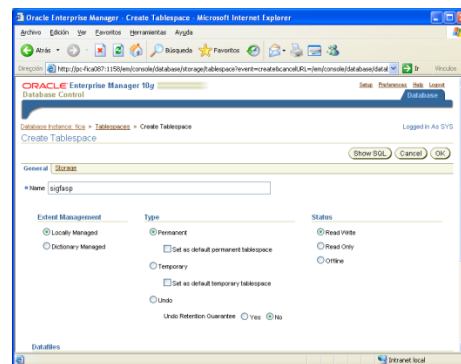 Oracle Enterprise Manager - Create Tablespace - Microsoft Internet Explorer
Archivo Edición Ver Favoritos Herramientas Ayuda
Atrás Búsqueda Favoritos
Dirección http://pc-fica087:1158/em/console/database/storage/tablespace?event=create&cancelURL=/em/console/database/databa Ir Vínculos
ORACLE Enterprise Manager 10g
Database Control
Setup Preferences Help Logout
Database
Database Instance: fica > Tablespaces > Create Tablespace
Logged in As SYS
Create Tablespace
Show SQL Cancel OK
General Storage
* Name sigfasp
Extent Management Type Status
Locally Managed Permanent Read Write
Dictionary Managed Set as default permanent tablespace Read Only
Temporary Offline
Set as default temporary tablespace
Undo
Undo Retention Guarantee Yes No
Datafiles
Intranet local